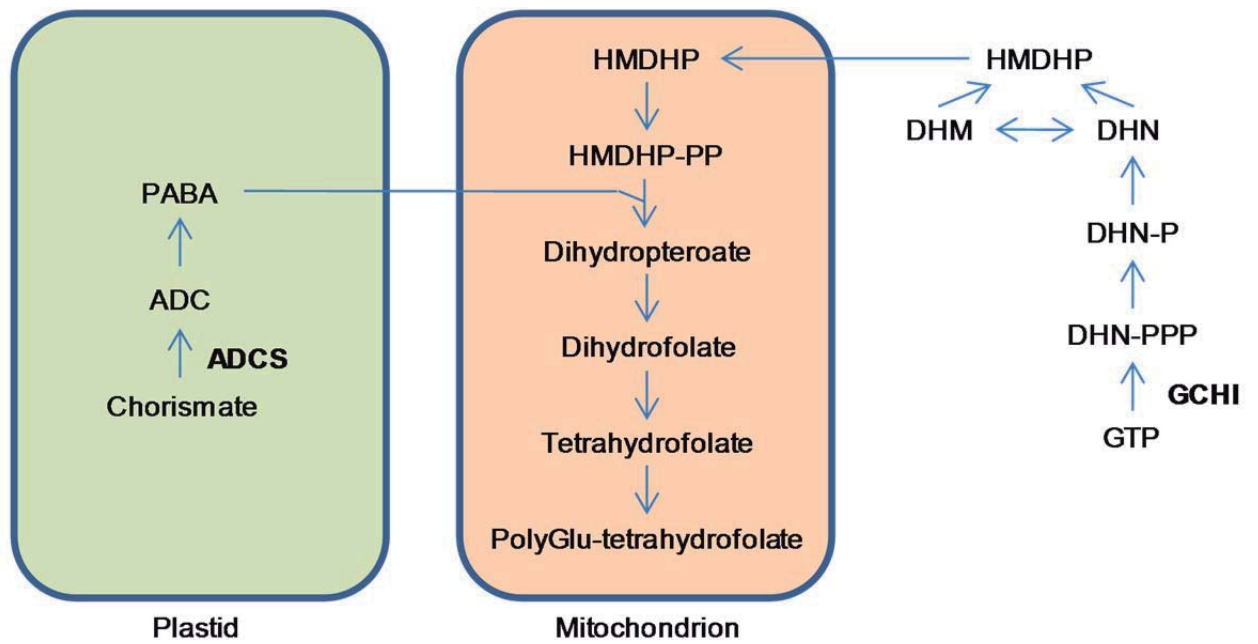 HMDHP
HMDHP
DHM
DHN
HMDHP-PP
PABA
DHN-P
Dihydropteroate
ADC
DHN-PPP
Dihydrofolate
ADCS
GCHI
Chorismate
GTP
Tetrahydrofolate
PolyGlu-tetrahydrofolate
Plastid
Mitochondrion